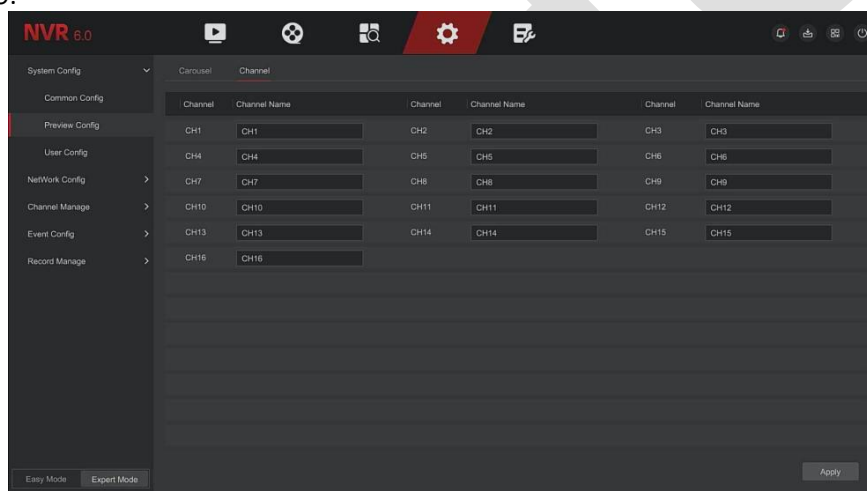 NVR 6.0
System Config
Common Config
Preview Config
User Config
NetWork Config
Channel Manage
Event Config
Record Manage
Easy Mode Expert Mode
Carousel Channel
Channel Channel Name Channel Channel Name Channel Channel Name
CH1 CH1 CH2 CH2 CH3 CH3
CH4 CH4 CH5 CH5 CH6 CH6
CH7 CH7 CH8 CH8 CH9 CH9
CH10 CH10 CH11 CH11 CH12 CH12
CH13 CH13 CH14 CH14 CH15 CH15
CH16 CH16
Apply